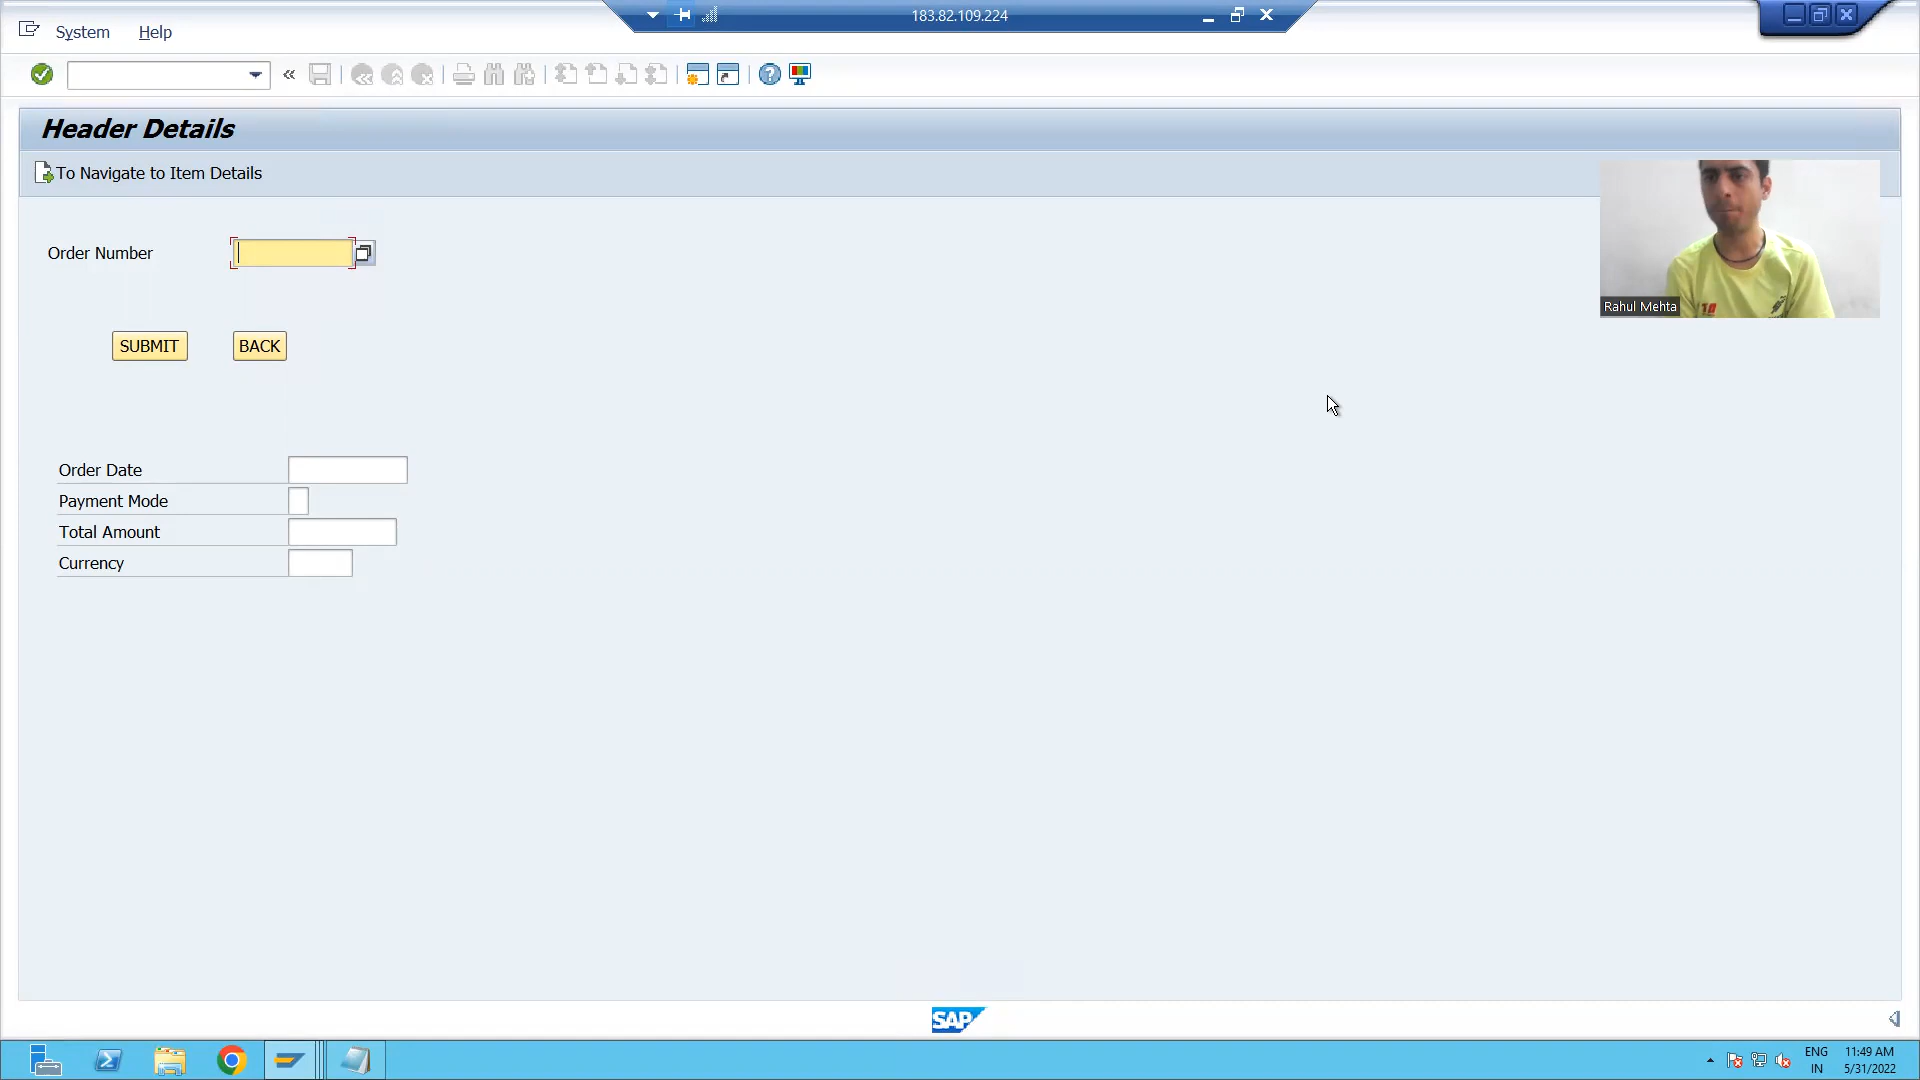 183.82.109.224
System Help
Header Details
To Navigate to Item Details
Order Number
Rahul Mehta
SUBMIT BACK
Order Date
Payment Mode
Total Amount
Currency
SAP
ENG 11:49 AM
IN 5/31/2022